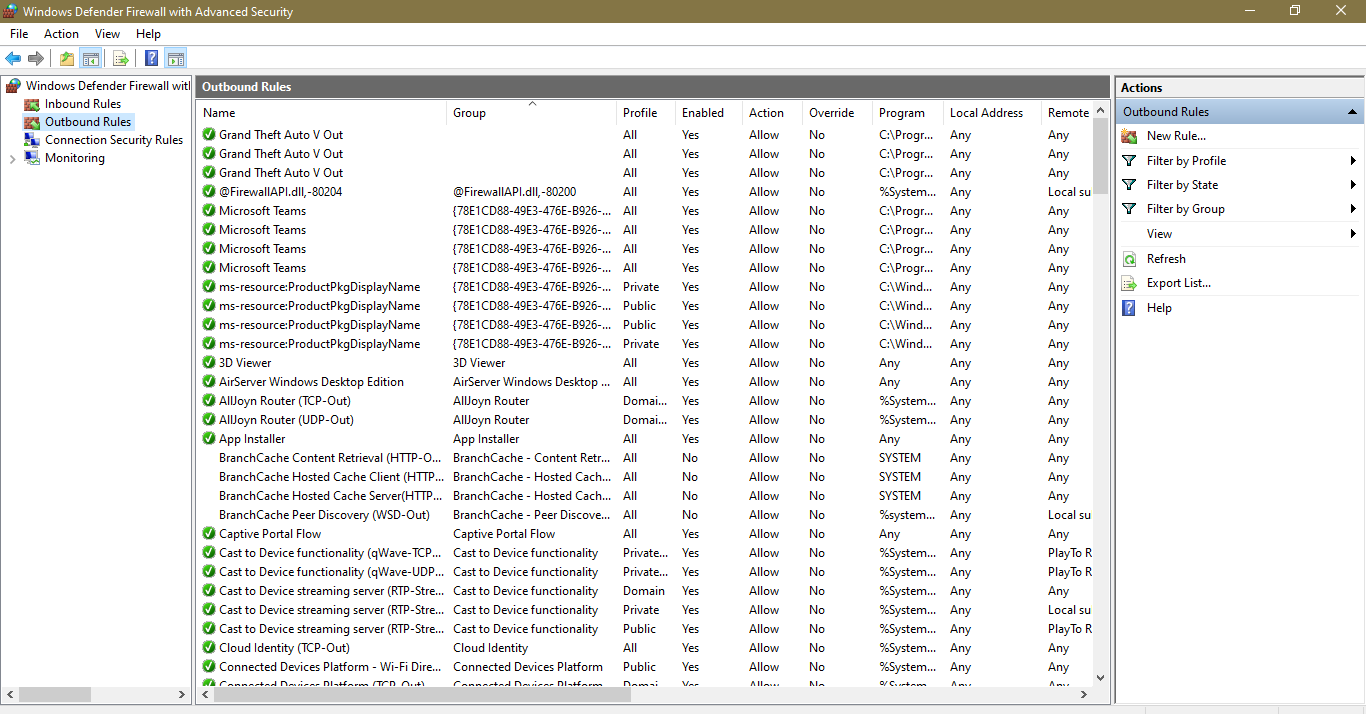 Windows Defender Firewall with Advanced Security
File Action View Help
Windows Defender Firewall wit
Inbound Rules
Outbound Rules
Connection Security Rules
Monitoring
Outbound Rules
Name Group Profile Enabled Action Override Program Local Address Remote
Grand Theft Auto V Out All Yes Allow No C:\Progr... Any Any
Grand Theft Auto V Out All Yes Allow No C:\Progr... Any Any
Grand Theft Auto V Out All Yes Allow No C:\Progr... Any Any
@FirewallAPI.dll,-80204 @FirewallAPI.dll,-80200 All Yes Allow No %System... Any Local su
Microsoft Teams {78E1CD88-49E3-476E-B926-... All Yes Allow No C:\Progr... Any Any
Microsoft Teams {78E1CD88-49E3-476E-B926-... All Yes Allow No C:\Progr... Any Any
Microsoft Teams {78E1CD88-49E3-476E-B926-... All Yes Allow No C:\Progr... Any Any
Microsoft Teams {78E1CD88-49E3-476E-B926-... All Yes Allow No C:\Progr... Any Any
ms-resource:ProductPkgDisplayName {78E1CD88-49E3-476E-B926-... Private Yes Allow No C:\Wind... Any Any
ms-resource:ProductPkgDisplayName {78E1CD88-49E3-476E-B926-... Public Yes Allow No C:\Wind... Any Any
ms-resource:ProductPkgDisplayName {78E1CD88-49E3-476E-B926-... Public Yes Allow No C:\Wind... Any Any
ms-resource:ProductPkgDisplayName {78E1CD88-49E3-476E-B926-... Private Yes Allow No C:\Wind... Any Any
3D Viewer 3D Viewer All Yes Allow No Any Any Any
AirServer Windows Desktop Edition AirServer Windows Desktop ... All Yes Allow No Any Any Any
AllJoyn Router (TCP-Out) AllJoyn Router Domai... Yes Allow No %System... Any Any
AllJoyn Router (UDP-Out) AllJoyn Router Domai... Yes Allow No %System... Any Any
App Installer App Installer All Yes Allow No Any Any Any
BranchCache Content Retrieval (HTTP-O... BranchCache - Content Retr... All No Allow No SYSTEM Any Any
BranchCache Hosted Cache Client (HTTP... BranchCache - Hosted Cach... All No Allow No SYSTEM Any Any
BranchCache Hosted Cache Server(HTTP... BranchCache - Hosted Cach... All No Allow No SYSTEM Any Any
BranchCache Peer Discovery (WSD-Out) BranchCache - Peer Discove... All No Allow No %system... Any Local su
Captive Portal Flow Captive Portal Flow All Yes Allow No Any Any Any
Cast to Device functionality (qWave-TCP... Cast to Device functionality Private... Yes Allow No %System... Any PlayTo R
Cast to Device functionality (qWave-UDP... Cast to Device functionality Private... Yes Allow No %System... Any PlayTo R
Cast to Device streaming server (RTP-Stre... Cast to Device functionality Domain Yes Allow No %System... Any Any
Cast to Device streaming server (RTP-Stre... Cast to Device functionality Private Yes Allow No %System... Any Local su
Cast to Device streaming server (RTP-Stre... Cast to Device functionality Public Yes Allow No %System... Any PlayTo R
Cloud Identity (TCP-Out) Cloud Identity All Yes Allow No %System... Any Any
Connected Devices Platform - Wi-Fi Dire... Connected Devices Platform Public Yes Allow No %System... Any Any
Connected Devices Platform (TCP-Out) Connected Devices Platform Domai... Yes Allow No %System... Any Any
Actions
Outbound Rules
New Rule...
Filter by Profile
Filter by State
Filter by Group
View
Refresh
Export List...
Help